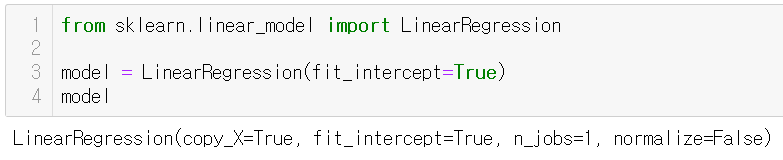 1 from sklearn.linear_model import LinearRegression
2
3 model = LinearRegression(fit_intercept=True)
4 model
LinearRegression(copy_X=True, fit_intercept=True, n_jobs=1, normalize=False)